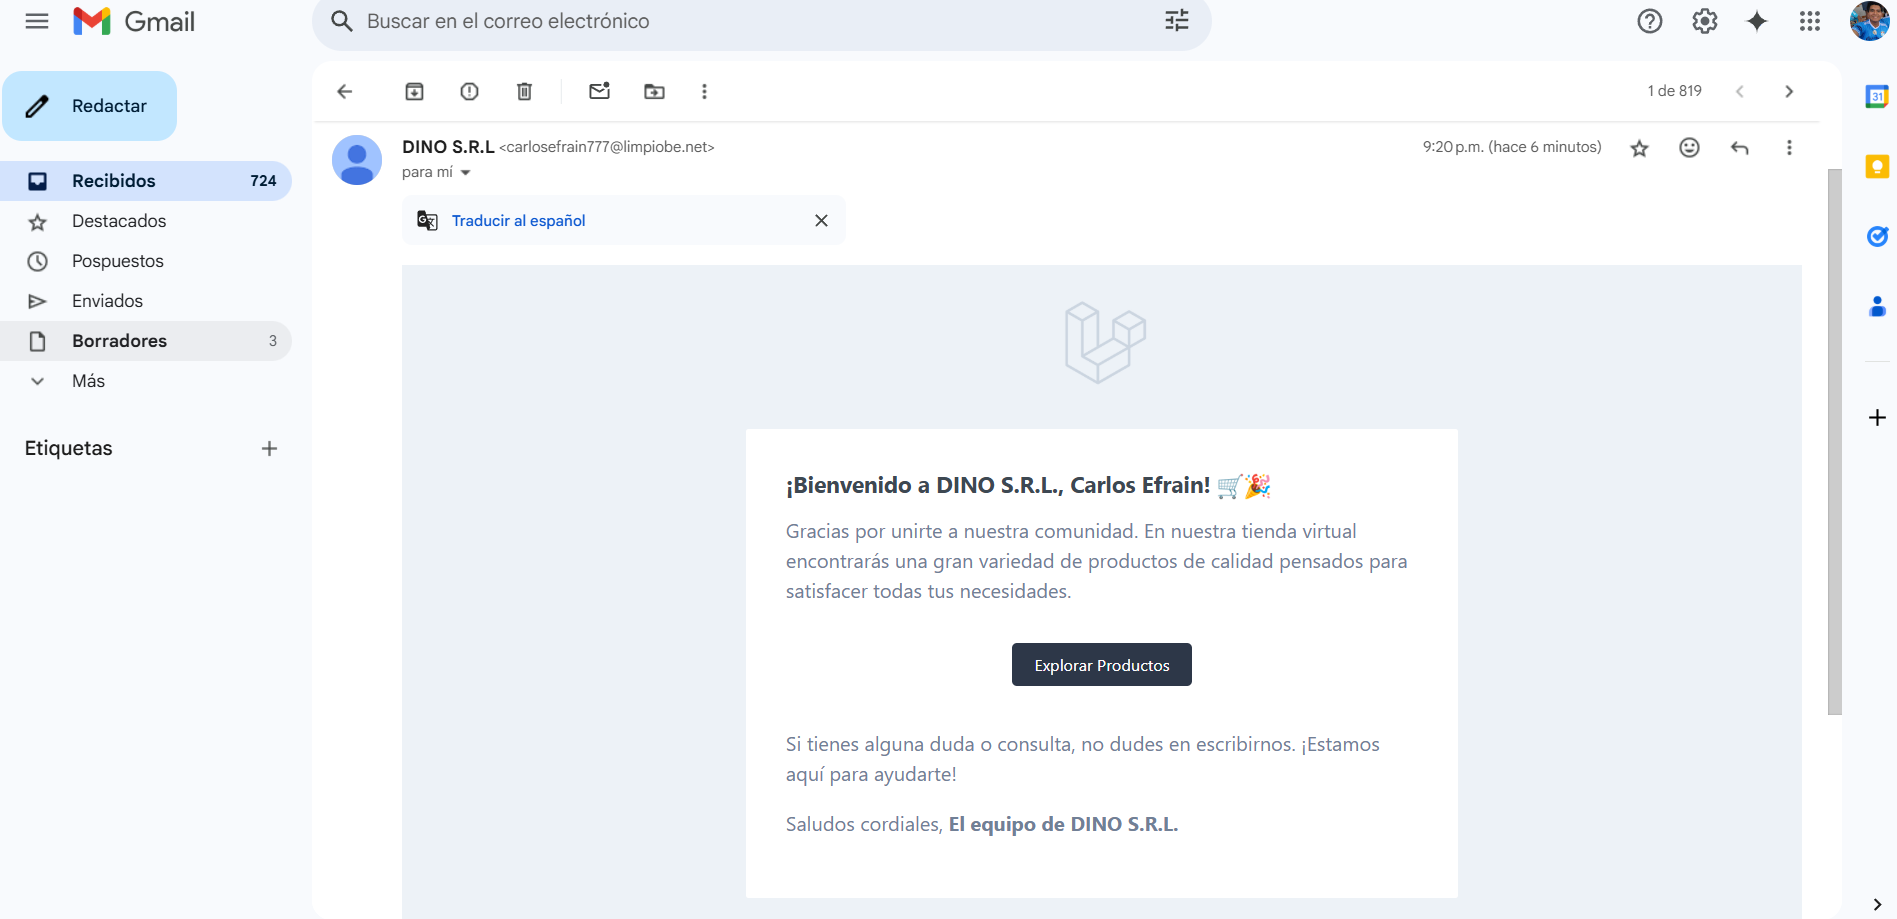 Gmail
Buscar en el correo electrónico
Redactar
Recibidos 724
Destacados
Pospuestos
Enviados
Borradores 3
Más
Etiquetas
1 de 819
DINO S.R.L <carlosefrain777@limpiobe.net>
9:20 p.m. (hace 6 minutos)
para mí
Traducir al español
¡Bienvenido a DINO S.R.L., Carlos Efrain! 🛒🎉
Gracias por unirte a nuestra comunidad. En nuestra tienda virtual
encontrarás una gran variedad de productos de calidad pensados para
satisfacer todas tus necesidades.
Explorar Productos
Si tienes alguna duda o consulta, no dudes en escribirnos. ¡Estamos
aquí para ayudarte!
Saludos cordiales, El equipo de DINO S.R.L.
31